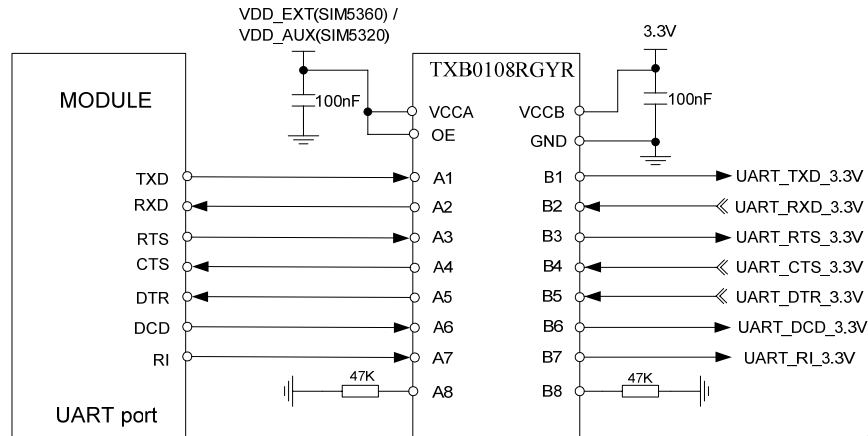 VDD_EXT(SIM5360) /
VDD_AUX(SIM5320)
3.3V
TXB0108RGYR
MODULE
100nF
100nF
VCCA
VCCB
OE
GND
TXD
A1
B1
UART_TXD_3.3V
RXD
A2
B2
UART_RXD_3.3V
RTS
A3
B3
UART_RTS_3.3V
CTS
A4
B4
UART_CTS_3.3V
DTR
A5
B5
UART_DTR_3.3V
DCD
A6
B6
UART_DCD_3.3V
RI
A7
B7
UART_RI_3.3V
47K
A8
B8
47K
UART port